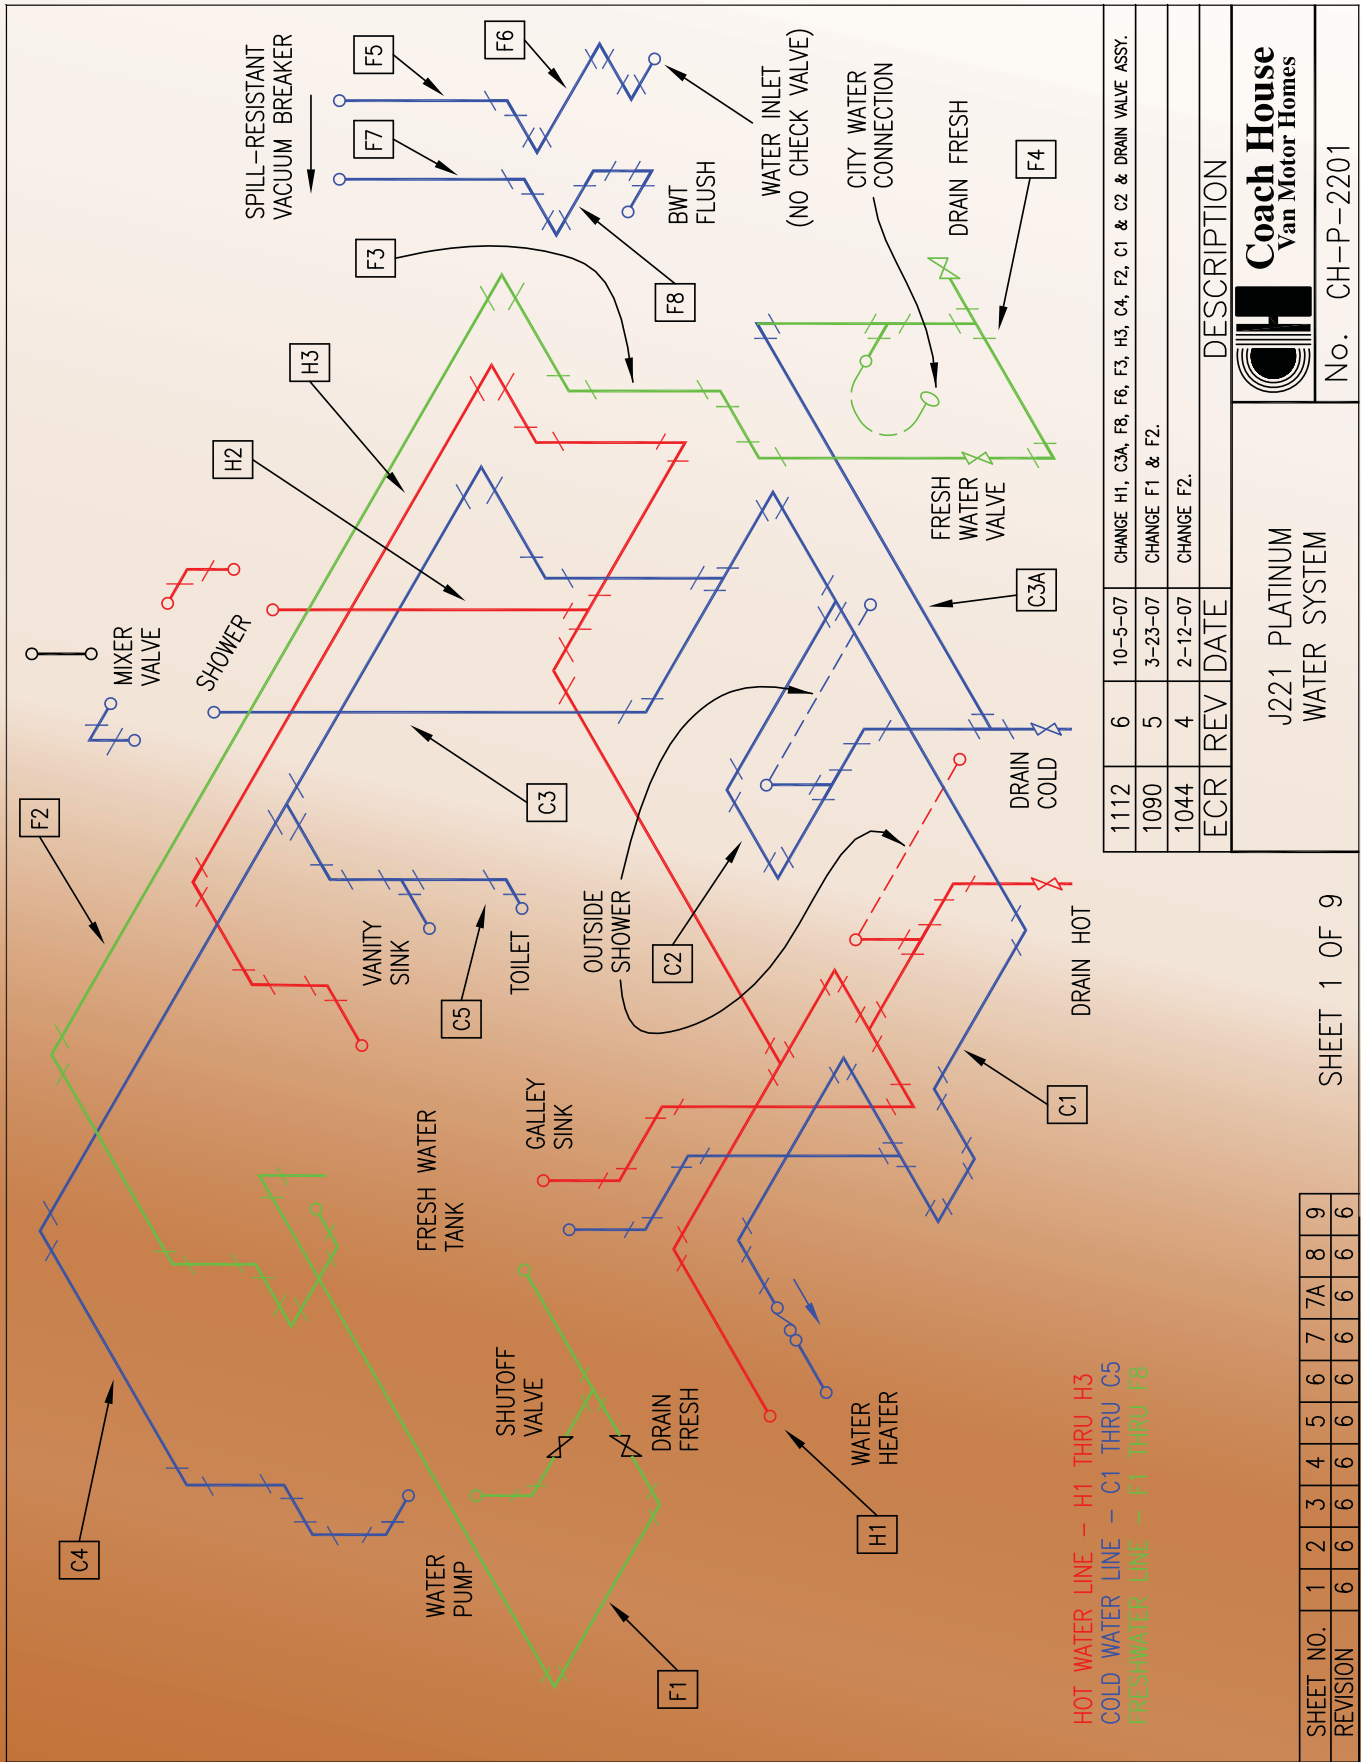 SPILL-RESISTANT
VACUUM BREAKER
F5
F6
F7
F8
BWT
FLUSH
WATER INLET
(NO CHECK VALVE)
CITY WATER
CONNECTION
DRAIN FRESH
F4
F3
H3
H2
MIXER
VALVE
SHOWER
F2
C3
VANITY
SINK
TOILET
C5
OUTSIDE
SHOWER
C2
FRESH
WATER
VALVE
C3A
DRAIN
COLD
DRAIN HOT
C1
GALLEY
SINK
FRESH WATER
TANK
SHUTOFF
VALVE
DRAIN
FRESH
WATER
HEATER
H1
C4
WATER
PUMP
F1
HOT WATER LINE - H1 THRU H3
COLD WATER LINE - C1 THRU C5
FRESHWATER LINE - F1 THRU F8
1112 6 10-5-07 CHANGE H1, C3A, F8, F6, F3, H3, C4, F2, C1 & C2 & DRAIN VALVE ASSY.
1090 5 3-23-07 CHANGE F1 & F2.
1044 4 2-12-07 CHANGE F2.
ECR REV DATE DESCRIPTION
J221 PLATINUM
WATER SYSTEM
Coach House
Van Motor Homes
No. CH-P-2201
SHEET 1 OF 9
SHEET NO. 1 2 3 4 5 6 7 7A 8 9
REVISION 6 6 6 6 6 6 6 6 6 6